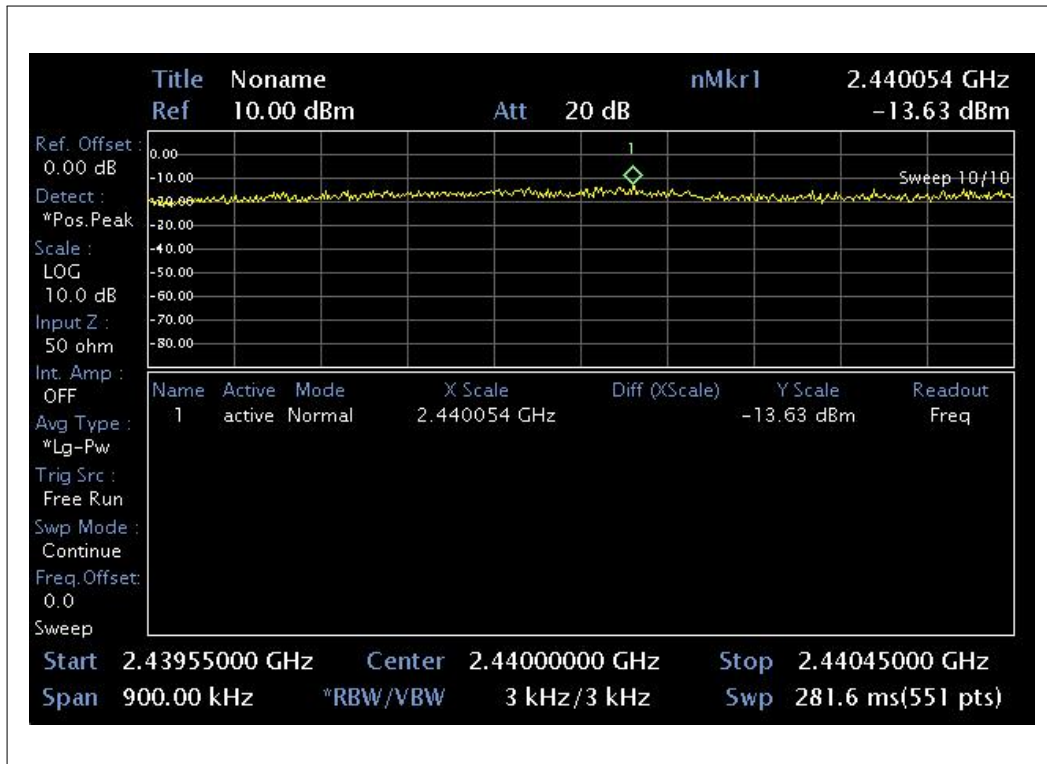 Title Noname nMkr1 2.440054 GHz
Ref 10.00 dBm Att 20 dB -13.63 dBm
Ref. Offset :
0.00 dB
Detect :
*Pos.Peak
Scale :
LOG
10.0 dB
Input Z :
50 ohm
Int. Amp :
OFF
Avg Type :
*Lg-Pw
Trig Src :
Free Run
Swp Mode :
Continue
Freq.Offset:
0.0
Sweep
1
0.00
-10.00
Sweep 10/10
-40.00
-50.00
-60.00
-70.00
-80.00
Name Active Mode X Scale Diff (XScale) Y Scale Readout
1 active Normal 2.440054 GHz -13.63 dBm Freq
Start 2.43955000 GHz Center 2.44000000 GHz Stop 2.44045000 GHz
Span 900.00 kHz *RBW/VBW 3 kHz/3 kHz Swp 281.6 ms(551 pts)